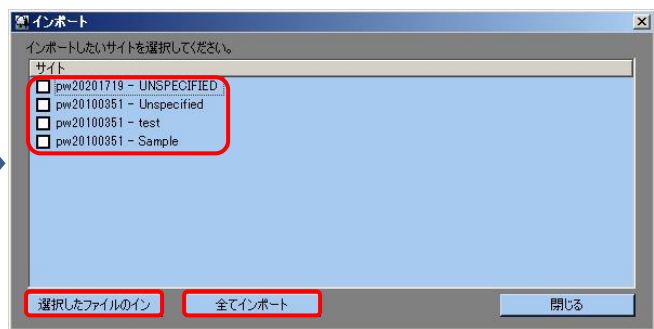 インポート
インポートしたいサイトを選択してください。
サイト
pw20201719 - UNSPECIFIED
pw20100351 - Unspecified
pw20100351 - test
pw20100351 - Sample
選択したファイルのイン
全てインポート
閉じる